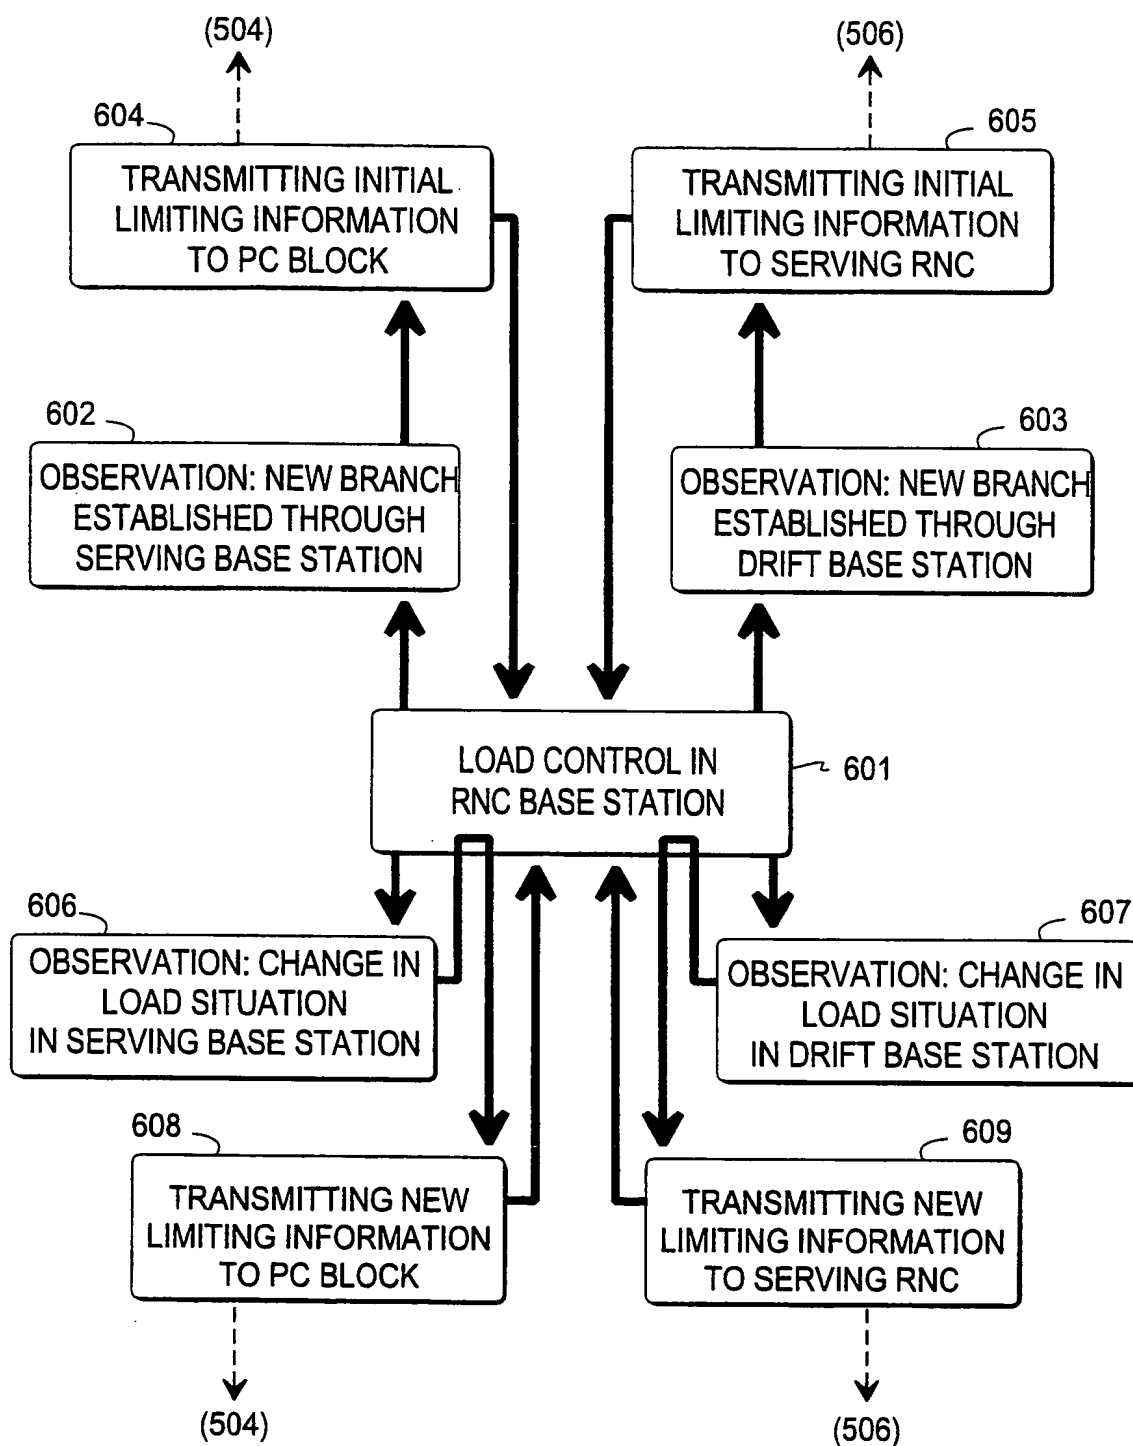 (504)
(506)
604
605
TRANSMITTING INITIAL
LIMITING INFORMATION
TO PC BLOCK
TRANSMITTING INITIAL
LIMITING INFORMATION
TO SERVING RNC
602
603
OBSERVATION: NEW BRANCH
ESTABLISHED THROUGH
SERVING BASE STATION
OBSERVATION: NEW BRANCH
ESTABLISHED THROUGH
DRIFT BASE STATION
LOAD CONTROL IN
RNC BASE STATION
601
606
607
OBSERVATION: CHANGE IN
LOAD SITUATION
IN SERVING BASE STATION
OBSERVATION: CHANGE IN
LOAD SITUATION
IN DRIFT BASE STATION
608
609
TRANSMITTING NEW
LIMITING INFORMATION
TO PC BLOCK
TRANSMITTING NEW
LIMITING INFORMATION
TO SERVING RNC
(504)
(506)